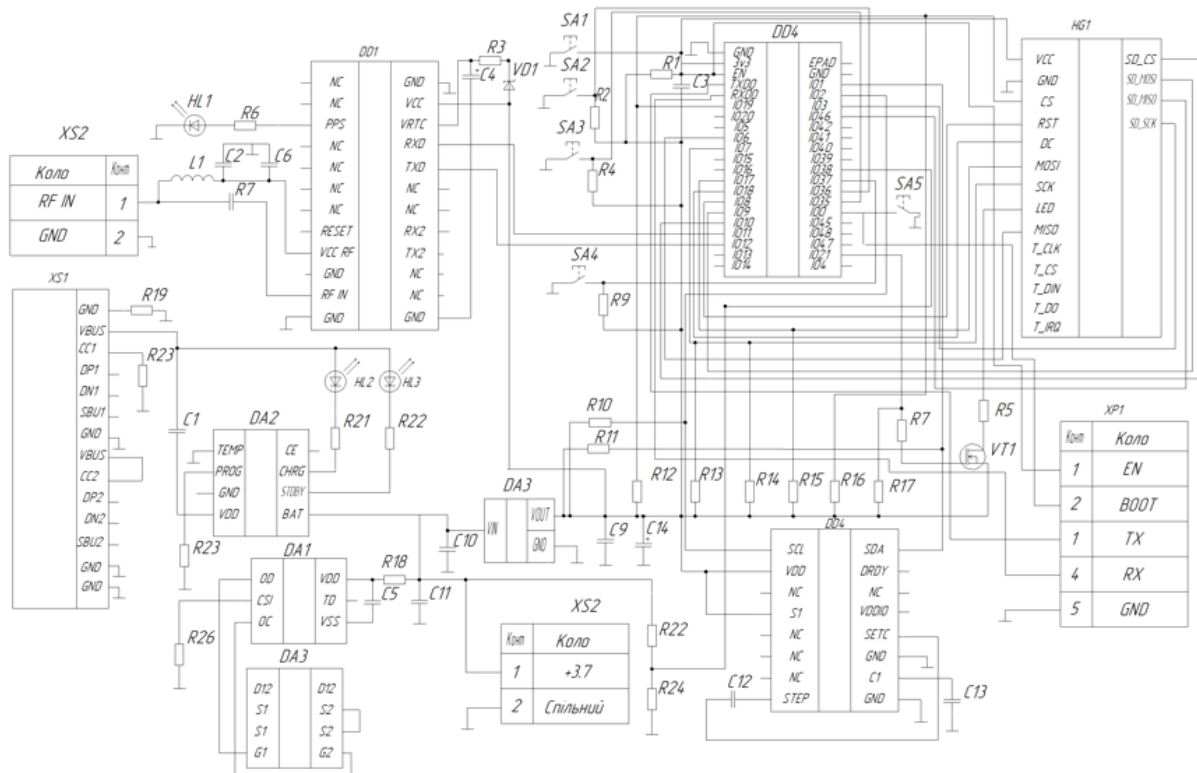 DD1
NC
NC
PPS
NC
NC
NC
NC
RESET
VCC RF
GND
RF IN
GND
GND
VCC
VRTC
RXD
TXD
NC
NC
RX2
TX2
NC
NC
GND
HL1
R6
L1
C2
C6
R7
R3
C4
VD1
XS2
Коло
Конт
RF IN
1
GND
2
XS1
GND
VBUS
CC1
DP1
DN1
SBU1
GND
VBUS
CC2
DP2
DN2
SBU2
GND
GND
R19
R23
C1
HL2
HL3
R21
R22
DA2
TEMP
PROG
GND
VDD
CE
CHRG
STDBY
BAT
R23
DA1
OD
CSI
OC
VDD
TD
VSS
R18
C5
C11
R26
DA3
D12
S1
S1
G1
D12
S2
S2
G2
C10
DA3
VIN
VOUT
GND
C9
C14
XS2
Конт
Коло
1
+3.7
2
Спільний
R22
R24
SA1
SA2
SA3
SA4
SA5
R1
R2
R4
R9
C3
DD4
GND
3V3
EN
TXD0
RXD0
IO19
IO20
IO5
IO6
IO7
IO15
IO16
IO17
IO18
IO8
IO9
IO10
IO11
IO12
IO13
IO14
EPAD
GND
IO1
IO2
IO3
IO46
IO42
IO41
IO40
IO39
IO38
IO37
IO36
IO35
IO0
IO45
IO48
IO47
IO21
IO4
HG1
VCC
GND
CS
RST
DC
MOSI
SCK
LED
MISO
T_CLK
T_CS
T_DIN
T_DO
T_IRQ
SD_CS
SD_MOSI
SD_MISO
SD_SCK
R10
R11
R12
R13
R14
R15
R16
R17
R7
R5
VT1
DD4
SCL
VDD
NC
S1
NC
NC
NC
STEP
SDA
DRDY
NC
VDDIO
SETC
GND
C1
GND
C12
C13
XP1
Конт
Коло
1
EN
2
BOOT
1
TX
4
RX
5
GND